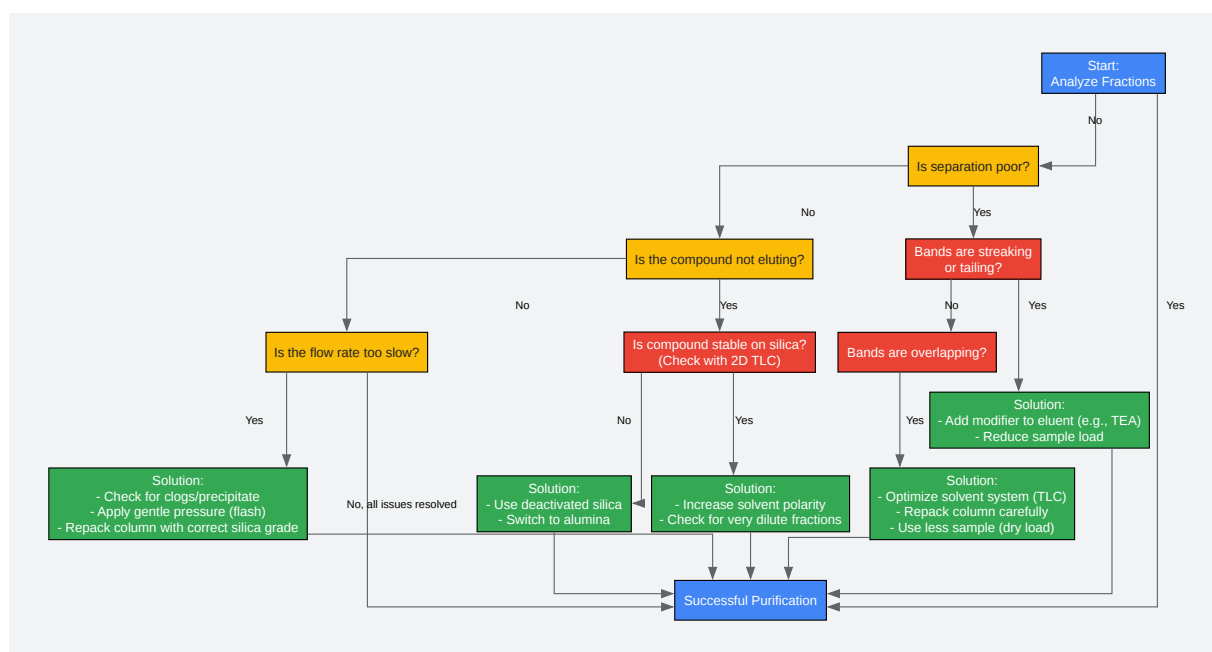 Start:
Analyze Fractions
No
Is separation poor?
No
Yes
Is the compound not eluting?
Bands are streaking
or tailing?
No
Yes
No
Yes
Yes
Is the flow rate too slow?
Is compound stable on silica?
(Check with 2D TLC)
Bands are overlapping?
Yes
No
Yes
Yes
Solution:
- Add modifier to eluent (e.g., TEA)
- Reduce sample load
Solution:
- Check for clogs/precipitate
- Apply gentle pressure (flash)
- Repack column with correct silica grade
No, all issues resolved
Solution:
- Use deactivated silica
- Switch to alumina
Solution:
- Increase solvent polarity
- Check for very dilute fractions
Solution:
- Optimize solvent system (TLC)
- Repack column carefully
- Use less sample (dry load)
Successful Purification